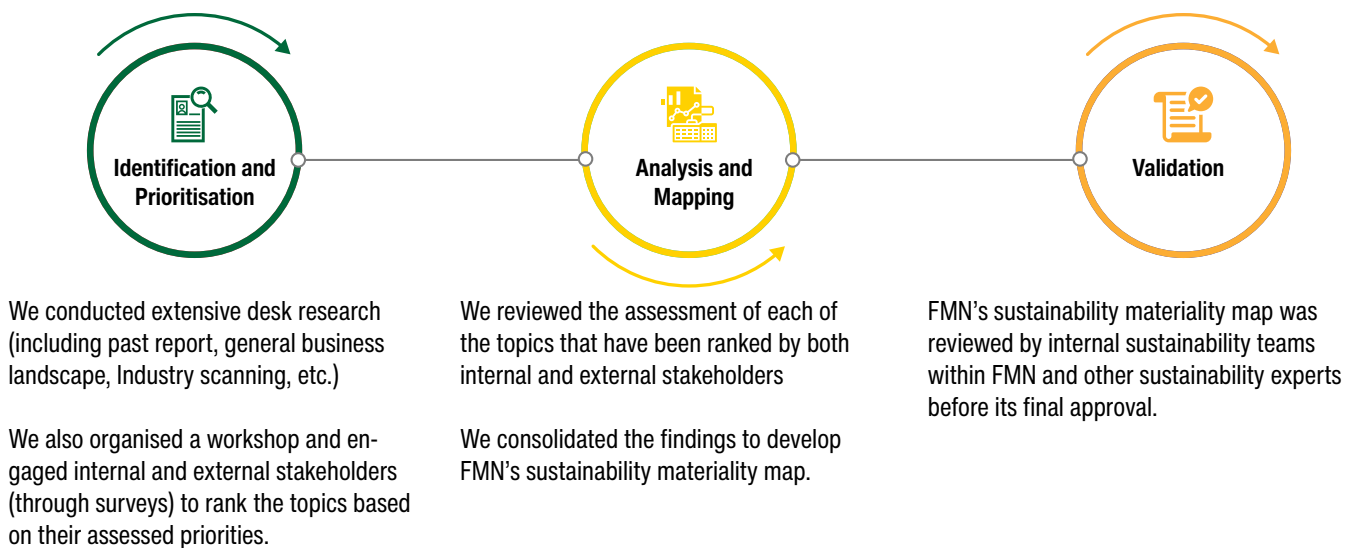 Identification and
Prioritisation
We conducted extensive desk research
(including past report, general business
landscape, Industry scanning, etc.)
We also organised a workshop and en-
gaged internal and external stakeholders
(through surveys) to rank the topics based
on their assessed priorities.
Analysis and
Mapping
We reviewed the assessment of each of
the topics that have been ranked by both
internal and external stakeholders
We consolidated the findings to develop
FMN’s sustainability materiality map.
Validation
FMN’s sustainability materiality map was
reviewed by internal sustainability teams
within FMN and other sustainability experts
before its final approval.